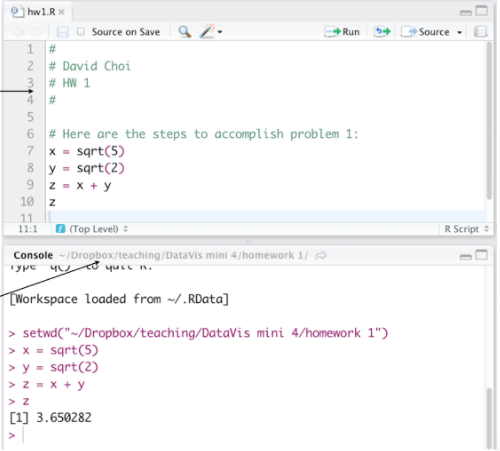 hw1.R ×
Source on Save
Run
Source
1 #
2 # David Choi
3 # HW 1
4 #
5
6 # Here are the steps to accomplish problem 1:
7 x = sqrt(5)
8 y = sqrt(2)
9 z = x + y
10 z
11
11:1 (Top Level) R Script
Console ~/Dropbox/teaching/DataVis mini 4/homework 1/
Type 'q()' to quit R.
[Workspace loaded from ~/.RData]
> setwd("~/Dropbox/teaching/DataVis mini 4/homework 1")
> x = sqrt(5)
> y = sqrt(2)
> z = x + y
> z
[1] 3.650282
>